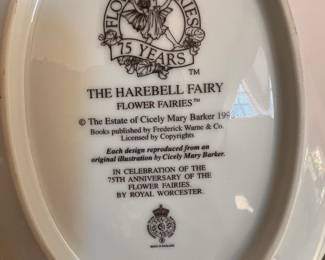 FLOWER FAIRIES
75 YEARS
TM
THE HAREBELL FAIRY
FLOWER FAIRIES™
© The Estate of Cicely Mary Barker 199
Books published by Frederick Warne & Co.
Licensed by Copyrights
Each design reproduced from an
original illustration by Cicely Mary Barker.
IN CELEBRATION OF THE
75TH ANNIVERSARY OF THE
FLOWER FAIRIES.
BY ROYAL WORCESTER.